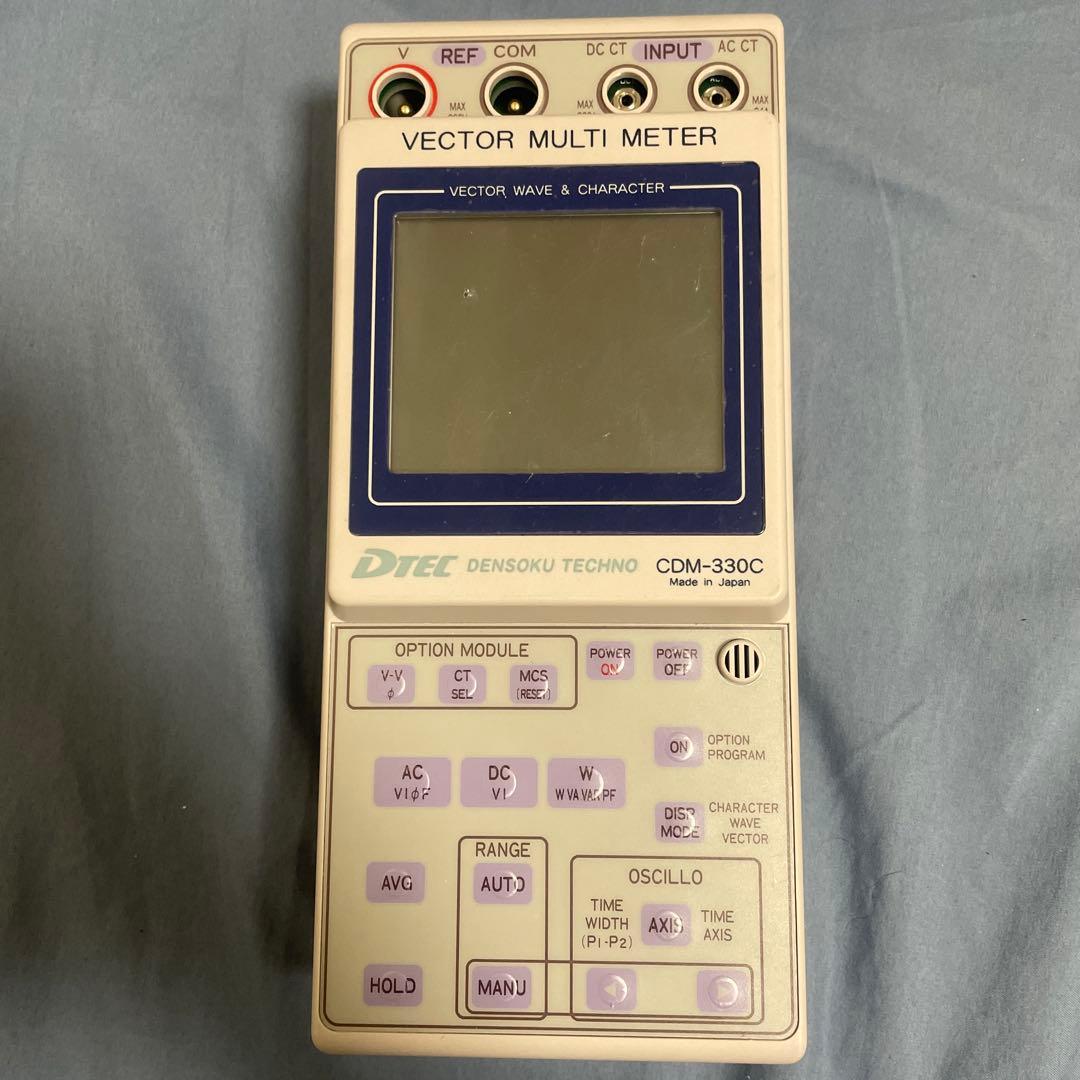 V REF COM DC CT INPUT AC CT
MAX MAX MAX
VECTOR MULTI METER
VECTOR WAVE & CHARACTER
DTEC DENSOKU TECHNO CDM-330C
Made in Japan
OPTION MODULE
V-V
φ
CT
SEL
MCS
(RESET)
POWER
ON
POWER
OFF
ON
OPTION
PROGRAM
AC
VIφF
DC
VI
W
W VA VAR PF
DISP
MODE
CHARACTER
WAVE
VECTOR
AVG
RANGE
AUTO
OSCILLO
TIME
WIDTH
(P1-P2)
AXIS
TIME
AXIS
HOLD
MANU